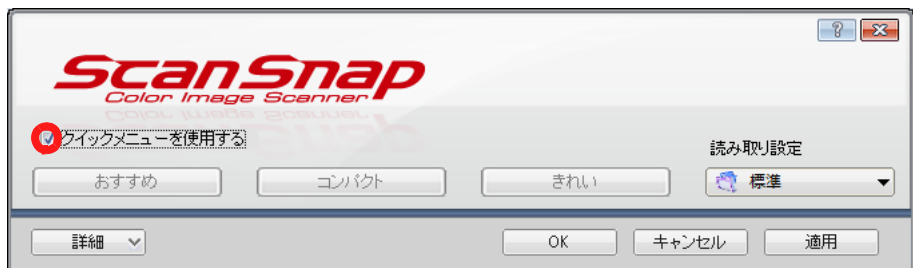 ScanSnap
Color Image Scanner
クイックメニューを使用する
読み取り設定
おすすめ
コンパクト
きれい
標準
詳細
OK
キャンセル
適用